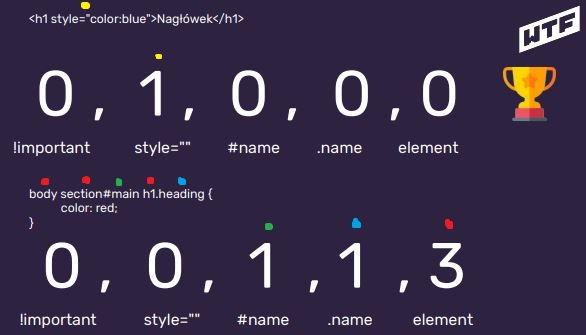 <h1 style="color:blue">Nagłówek</h1>
WTF
0 , 1 , 0 , 0 , 0
!important style="" #name .name element
body section#main h1.heading {
color: red;
}
0 , 0 , 1 , 1 , 3
!important style="" #name .name element